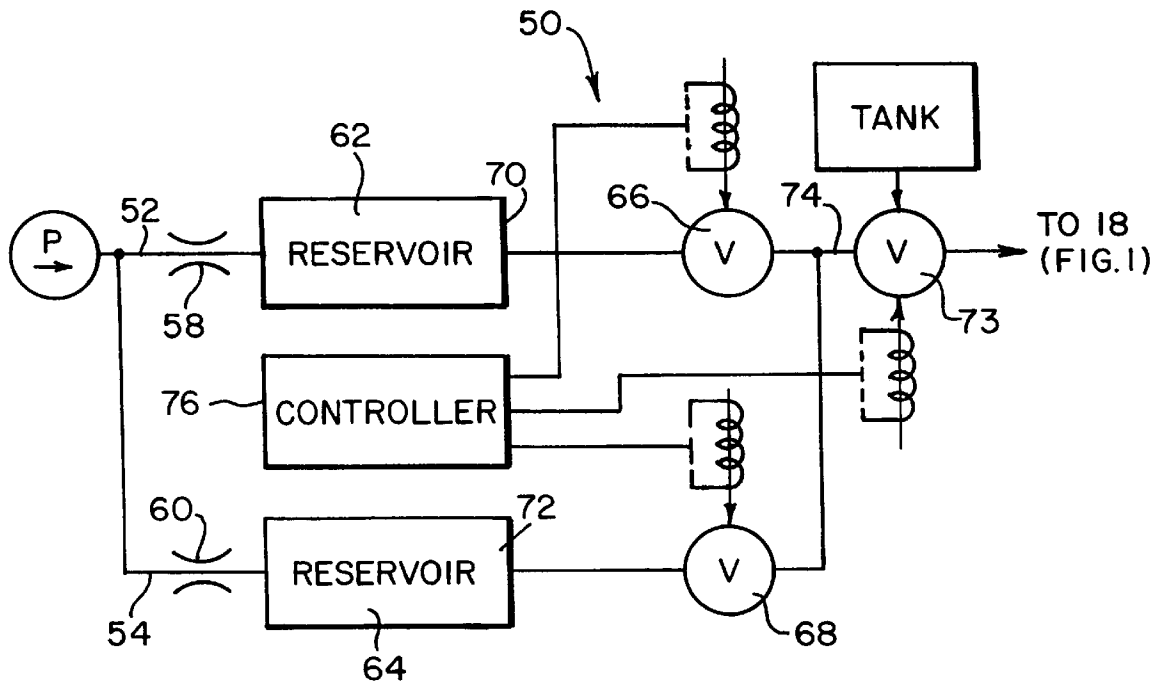 50
TANK
62
70
66
74
P
52
RESERVOIR
V
V
TO 18
(FIG. 1)
58
73
76
CONTROLLER
60
72
RESERVOIR
V
54
64
68